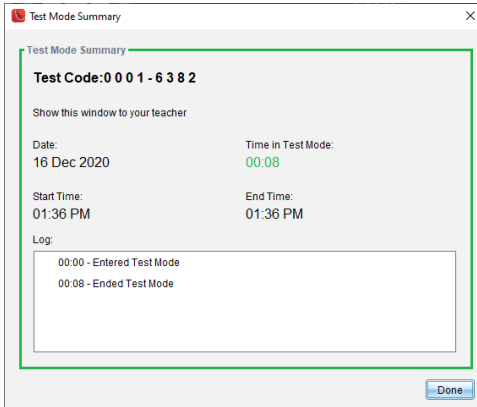 Test Mode Summary
Test Mode Summary
Test Code:0 0 0 1 - 6 3 8 2
Show this window to your teacher
Date:
Time in Test Mode:
16 Dec 2020
00:08
Start Time:
End Time:
01:36 PM
01:36 PM
Log:
00:00 - Entered Test Mode
00:08 - Ended Test Mode
Done